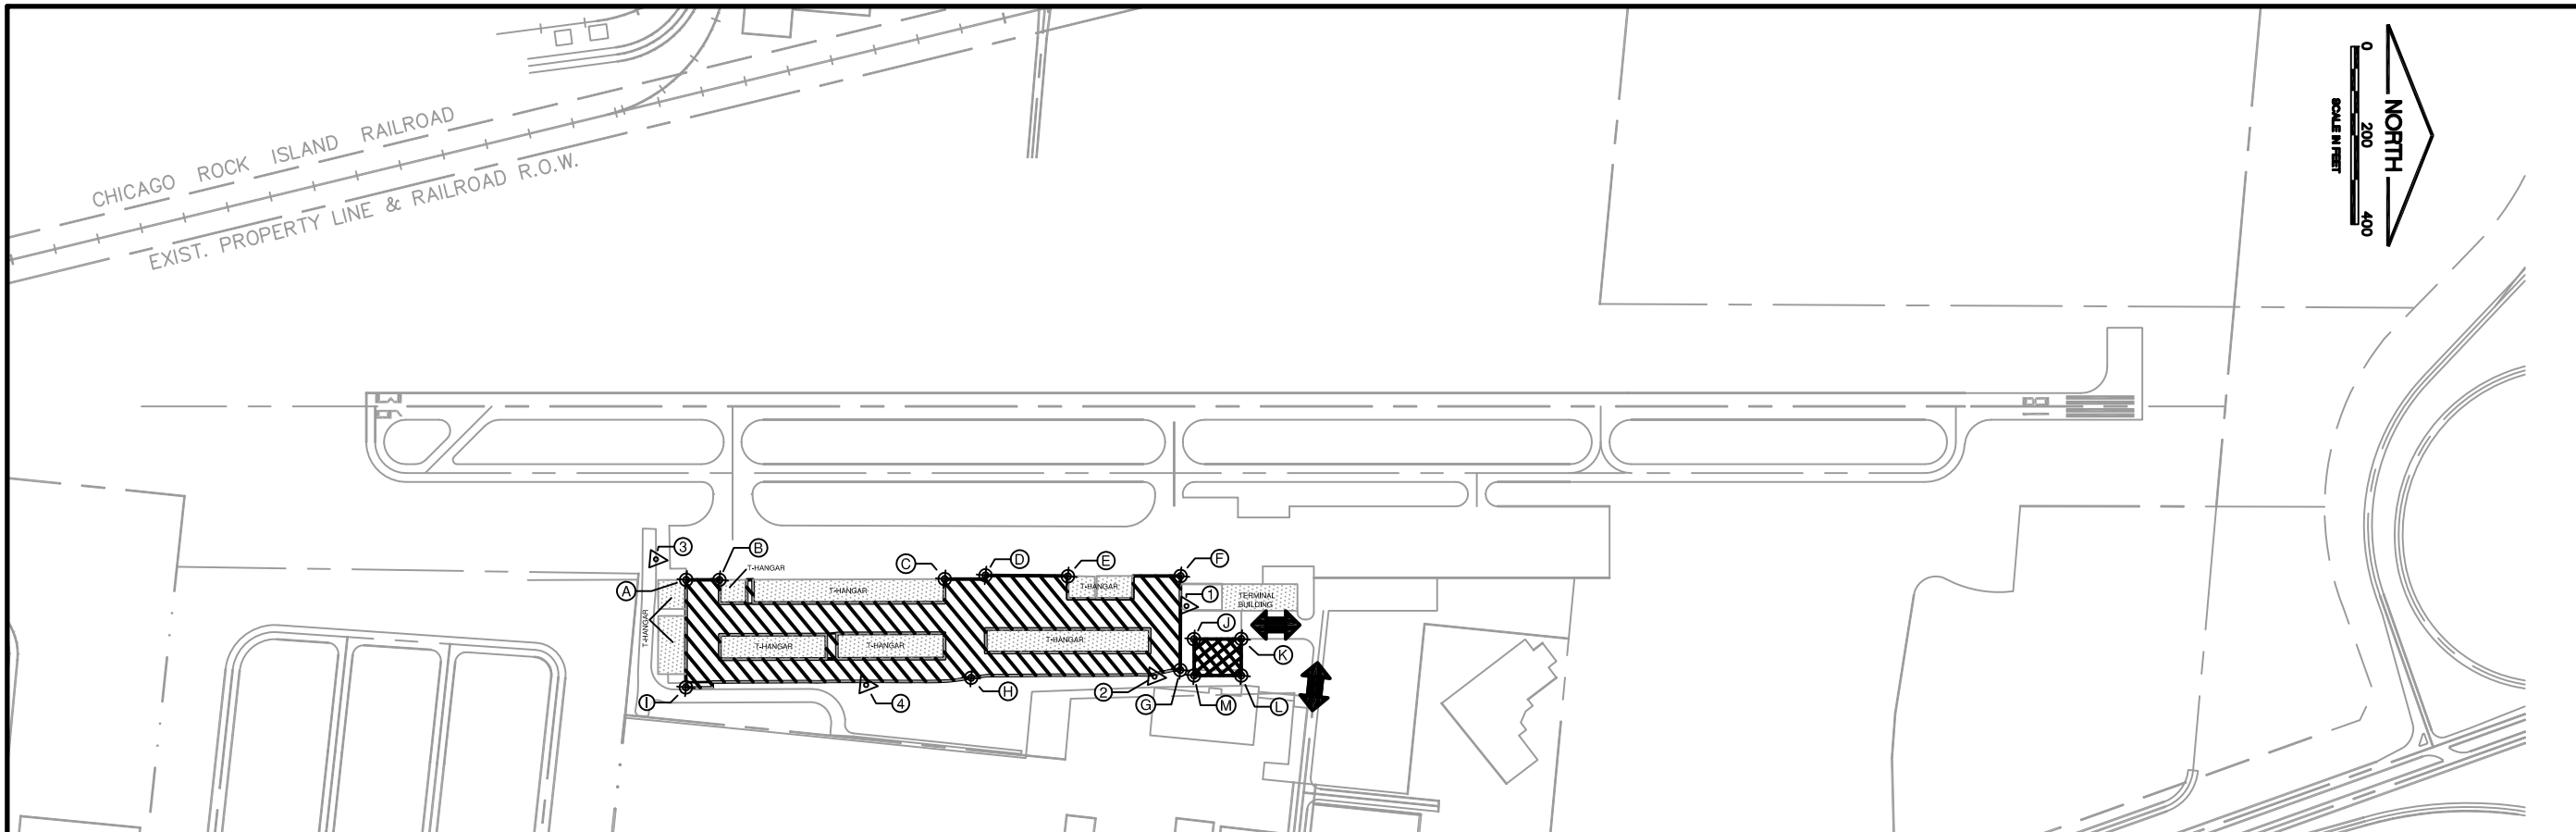 CHICAGO ROCK ISLAND RAILROAD
EXIST. PROPERTY LINE & RAILROAD R.O.W.
NORTH
0 200 400
SCALE IN FEET
3
B
T-HANGAR
C
D
E
F
A
T-HANGAR
T-HANGAR
1
TERMINAL
BUILDING
T-HANGAR
J
T-HANGAR
T-HANGAR
T-HANGAR
K
I
4
H
2
G
M
L